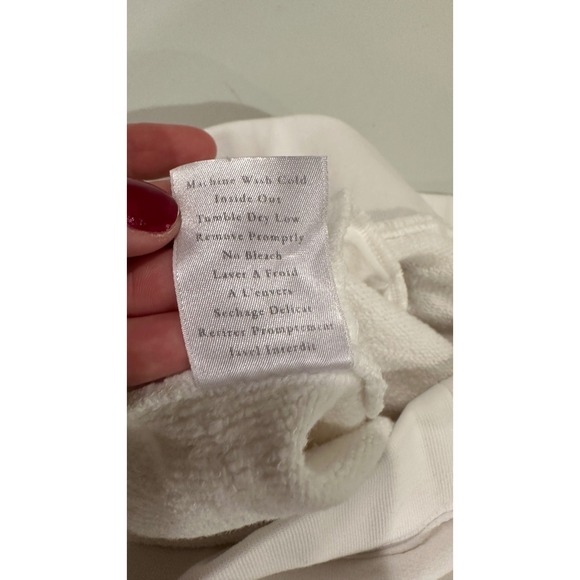 Machine Wash Cold,
Inside Out
Tumble Dry Low
Remove Promptly
No Bleach
Laver A Froid
A L'envers
Sechage Delicat
Retirer Promptement
Javel Interdit